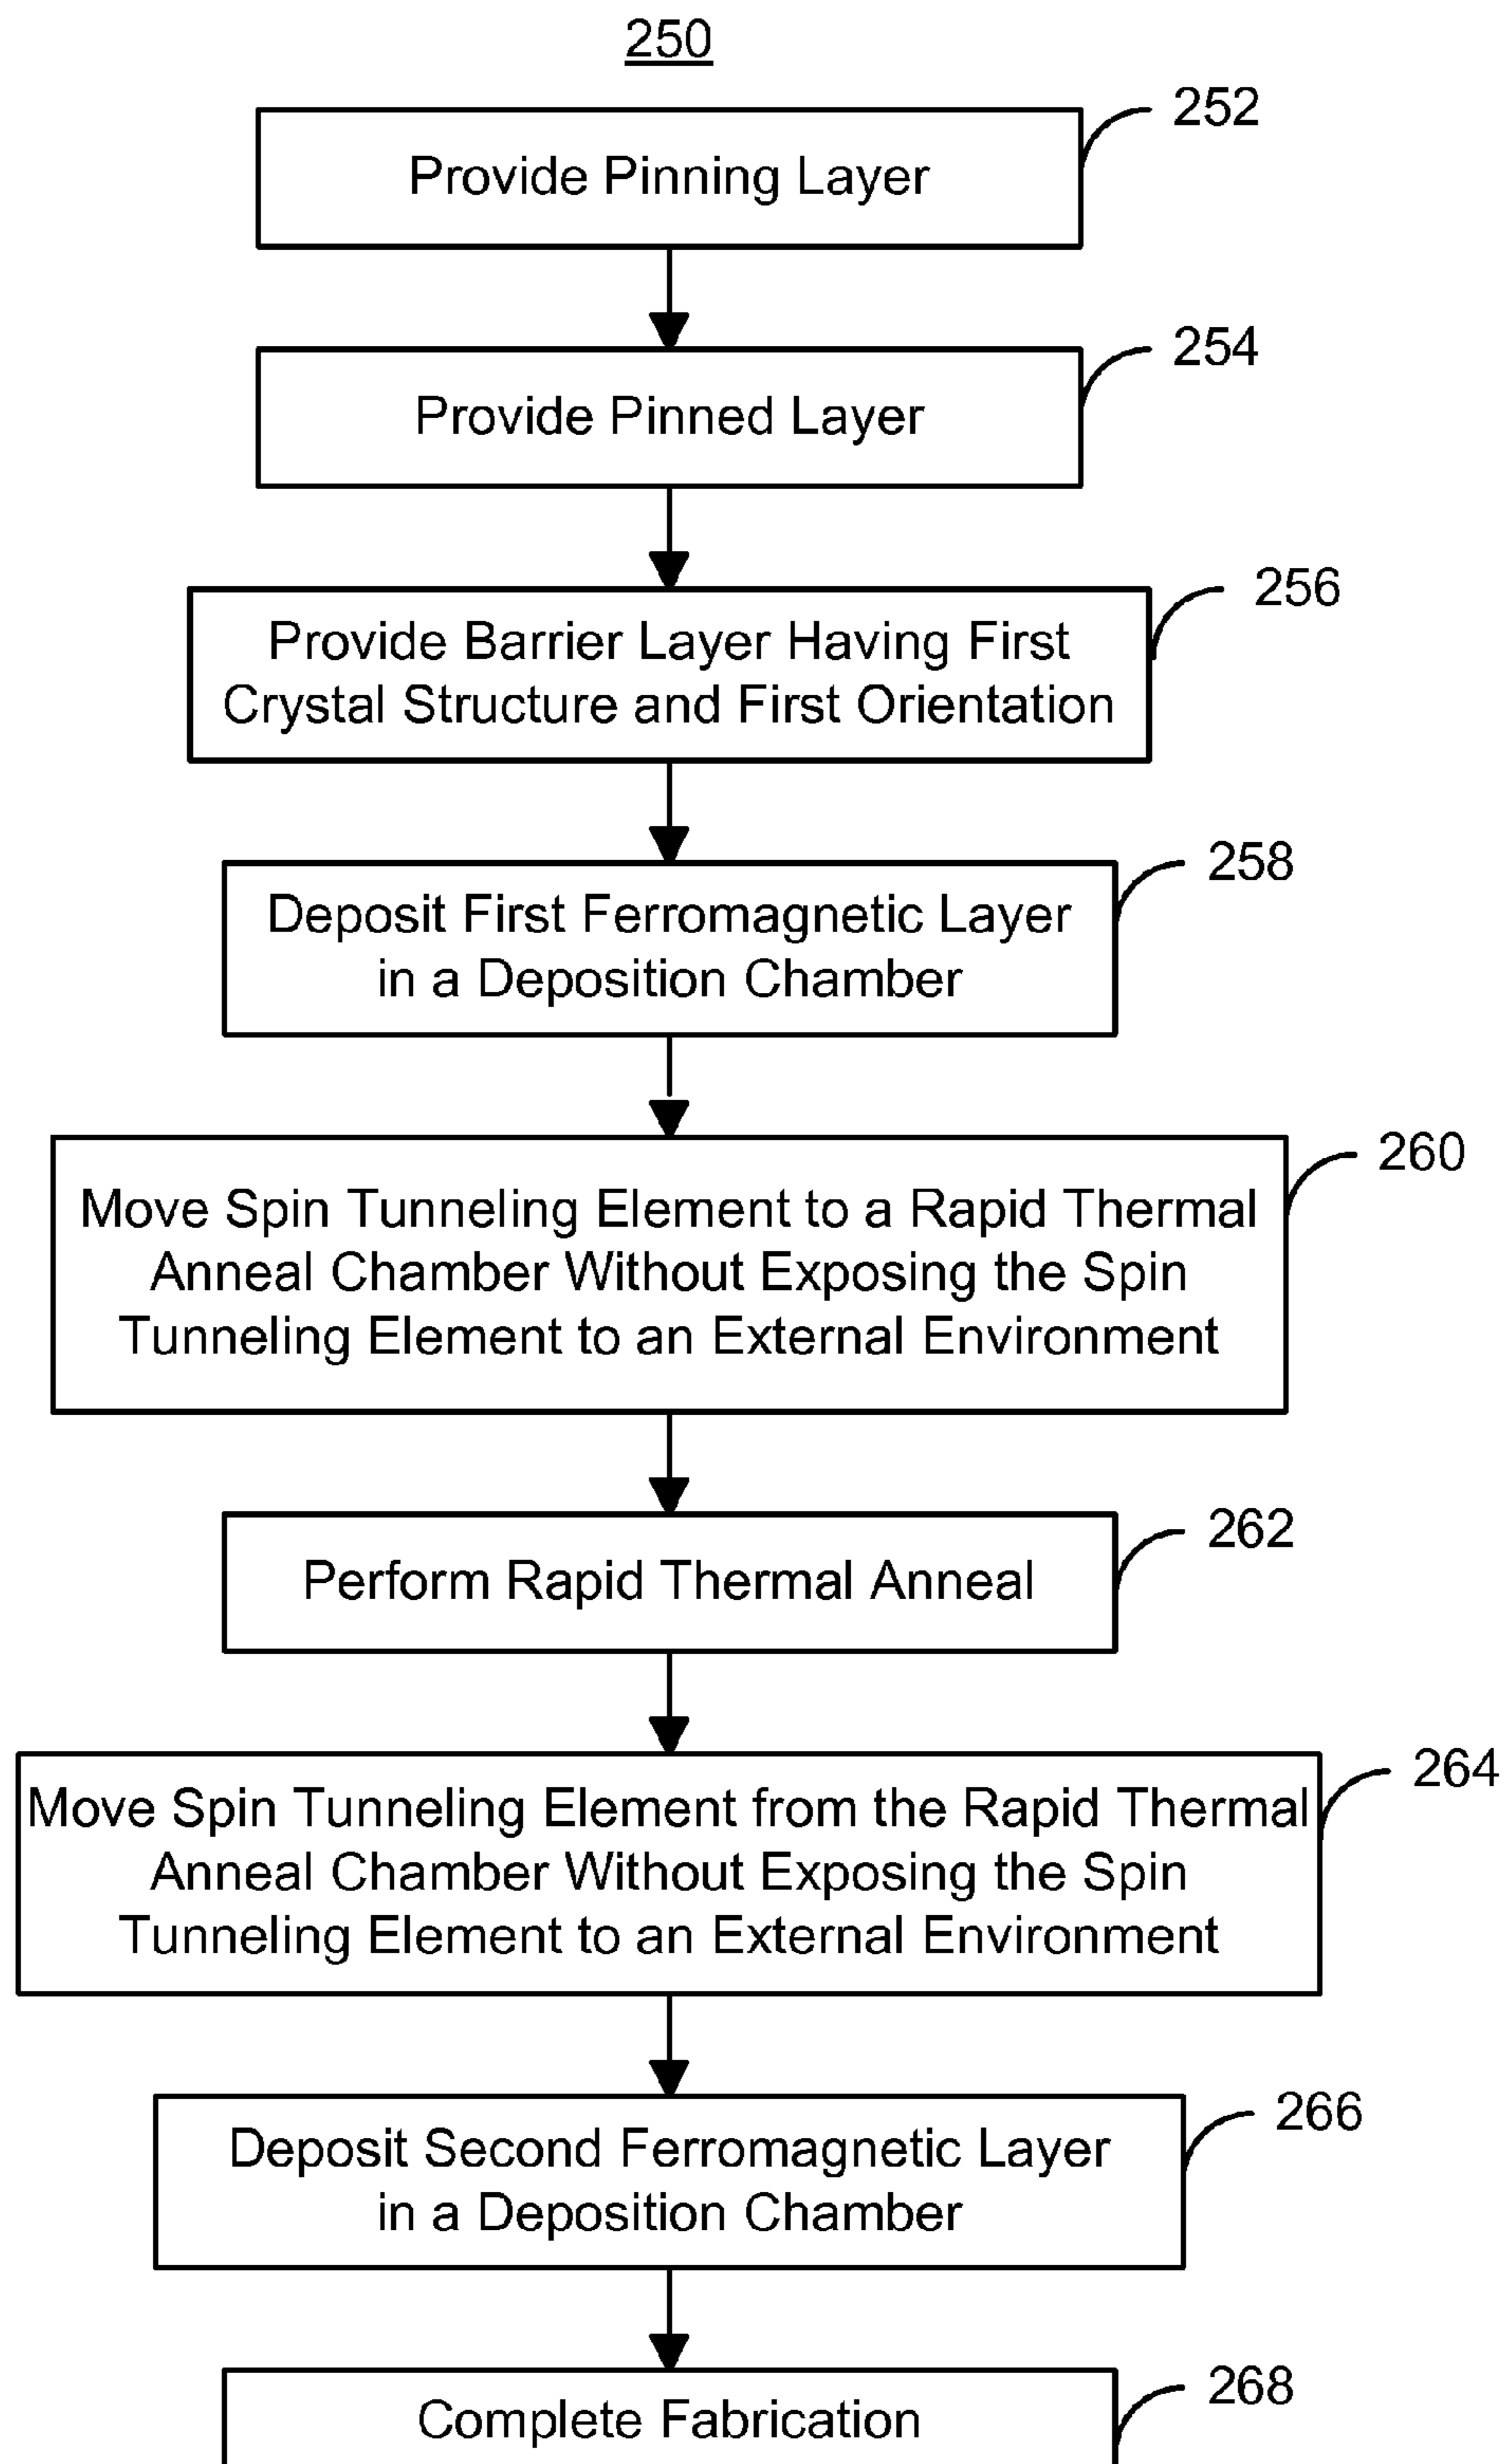 250
252
Provide Pinning Layer
254
Provide Pinned Layer
256
Provide Barrier Layer Having First
Crystal Structure and First Orientation
258
Deposit First Ferromagnetic Layer
in a Deposition Chamber
260
Move Spin Tunneling Element to a Rapid Thermal
Anneal Chamber Without Exposing the Spin
Tunneling Element to an External Environment
262
Perform Rapid Thermal Anneal
264
Move Spin Tunneling Element from the Rapid Thermal
Anneal Chamber Without Exposing the Spin
Tunneling Element to an External Environment
266
Deposit Second Ferromagnetic Layer
in a Deposition Chamber
268
Complete Fabrication